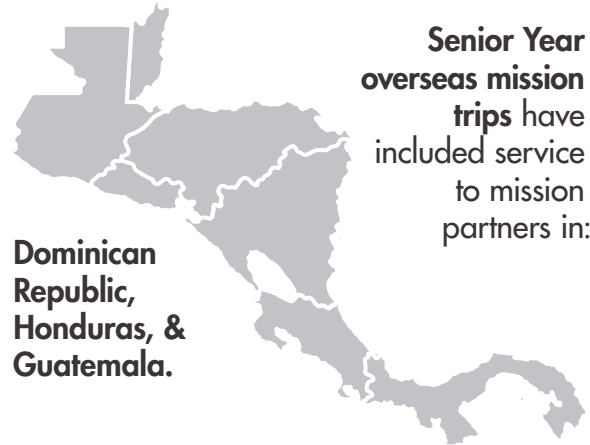 Senior Year
overseas mission
trips have
included service
to mission
partners in:
Dominican
Republic,
Honduras, &
Guatemala.